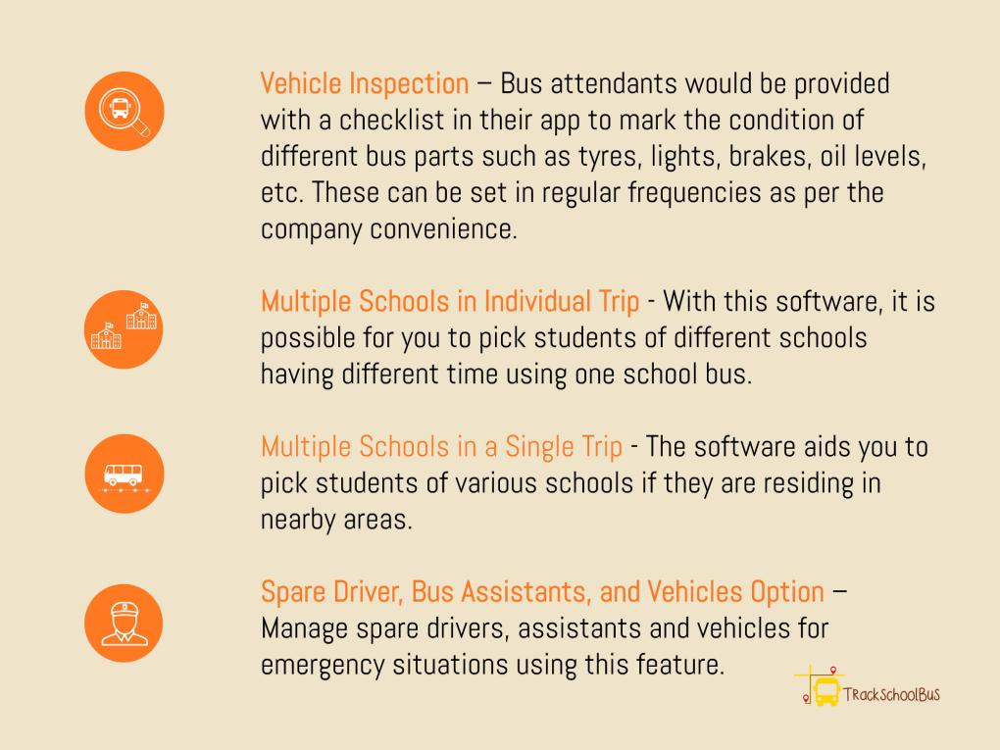 Vehicle Inspection – Bus attendants would be provided
with a checklist in their app to mark the condition of
different bus parts such as tyres, lights, brakes, oil levels,
etc. These can be set in regular frequencies as per the
company convenience.
Multiple Schools in Individual Trip - With this software, it is
possible for you to pick students of different schools
having different time using one school bus.
Multiple Schools in a Single Trip - The software aids you to
pick students of various schools if they are residing in
nearby areas.
Spare Driver, Bus Assistants, and Vehicles Option –
Manage spare drivers, assistants and vehicles for
emergency situations using this feature.
TrackSchoolBus